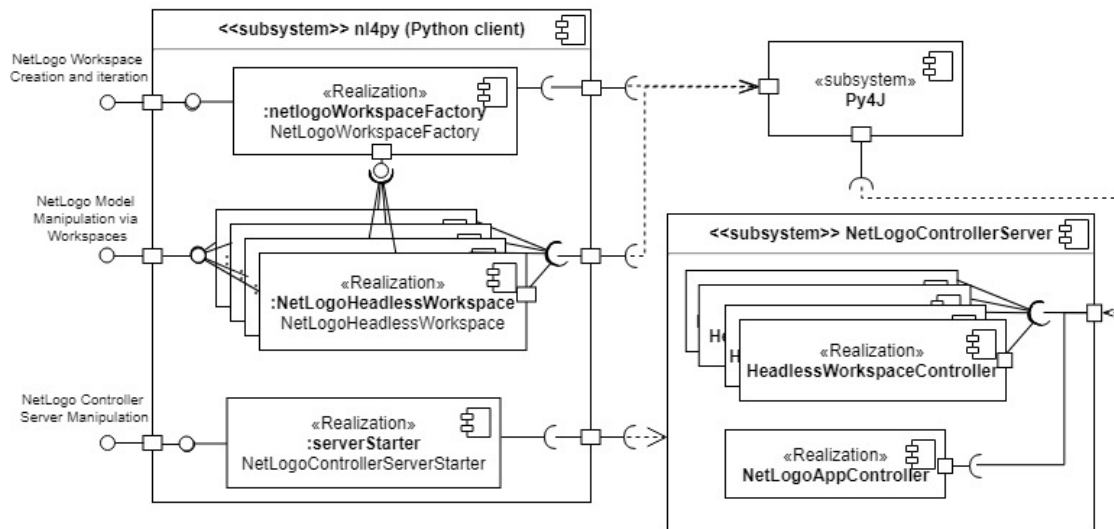 <<subsystem>> nl4py (Python client)
NetLogo Workspace
Creation and iteration
«Realization»
:netlogoWorkspaceFactory
NetLogoWorkspaceFactory
«subsystem»
Py4J
NetLogo Model
Manipulation via
Workspaces
«Realization»
:NetLogoHeadlessWorkspace
NetLogoHeadlessWorkspace
<<subsystem>> NetLogoControllerServer
He
H
«Realization»
HeadlessWorkspaceController
NetLogo Controller
Server Manipulation
«Realization»
:serverStarter
NetLogoControllerServerStarter
«Realization»
NetLogoAppController